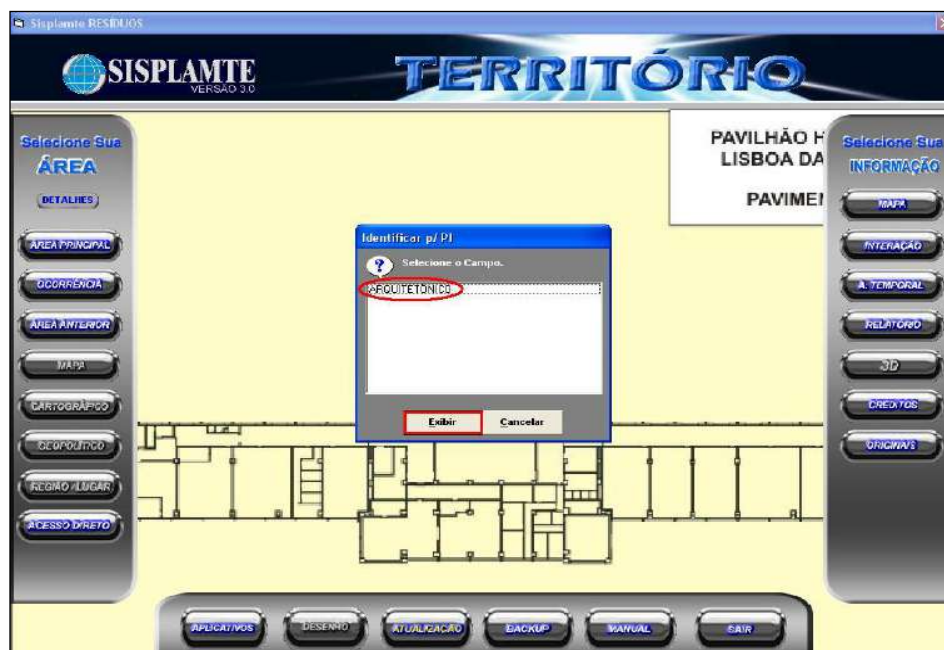 Sisplamte RESÍDUOS
SISPLAMTE
VERSÃO 3.0
TERRITÓRIO
Selecione Sua
ÁREA
DETALHES
ÁREA PRINCIPAL
OCORRÊNCIA
ÁREA ANTERIOR
MAPA
CARTOGRÁFICO
GEOPOLÍTICO
REGIÃO / LUGAR
ACESSO DIRETO
PAVILHÃO H
LISBOA DA
PAVIMEN
Identificar p/ PI
Selecione o Campo.
ARQUITETÔNICO
Exibir
Cancelar
Selecione Sua
INFORMAÇÃO
MAPA
INTERAÇÃO
A. TEMPORAL
RELATÓRIO
3D
CRÉDITOS
ORIGINAIS
APLICATIVOS
DESENHO
ATUALIZAÇÃO
BACKUP
MANUAL
SAIR